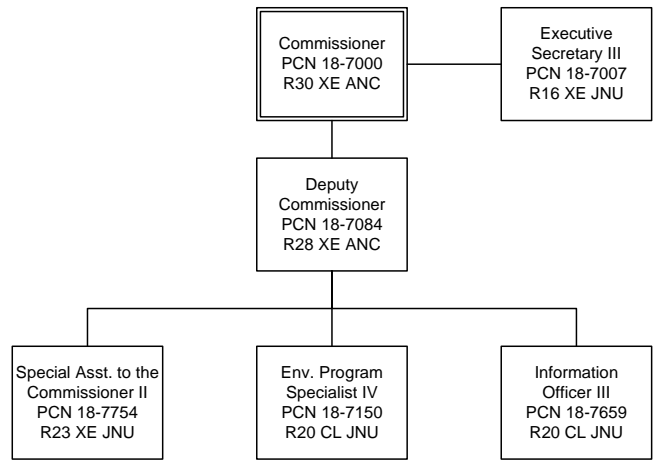 Commissioner
PCN 18-7000
R30 XE ANC
Executive
Secretary III
PCN 18-7007
R16 XE JNU
Deputy
Commissioner
PCN 18-7084
R28 XE ANC
Special Asst. to the
Commissioner II
PCN 18-7754
R23 XE JNU
Env. Program
Specialist IV
PCN 18-7150
R20 CL JNU
Information
Officer III
PCN 18-7659
R20 CL JNU